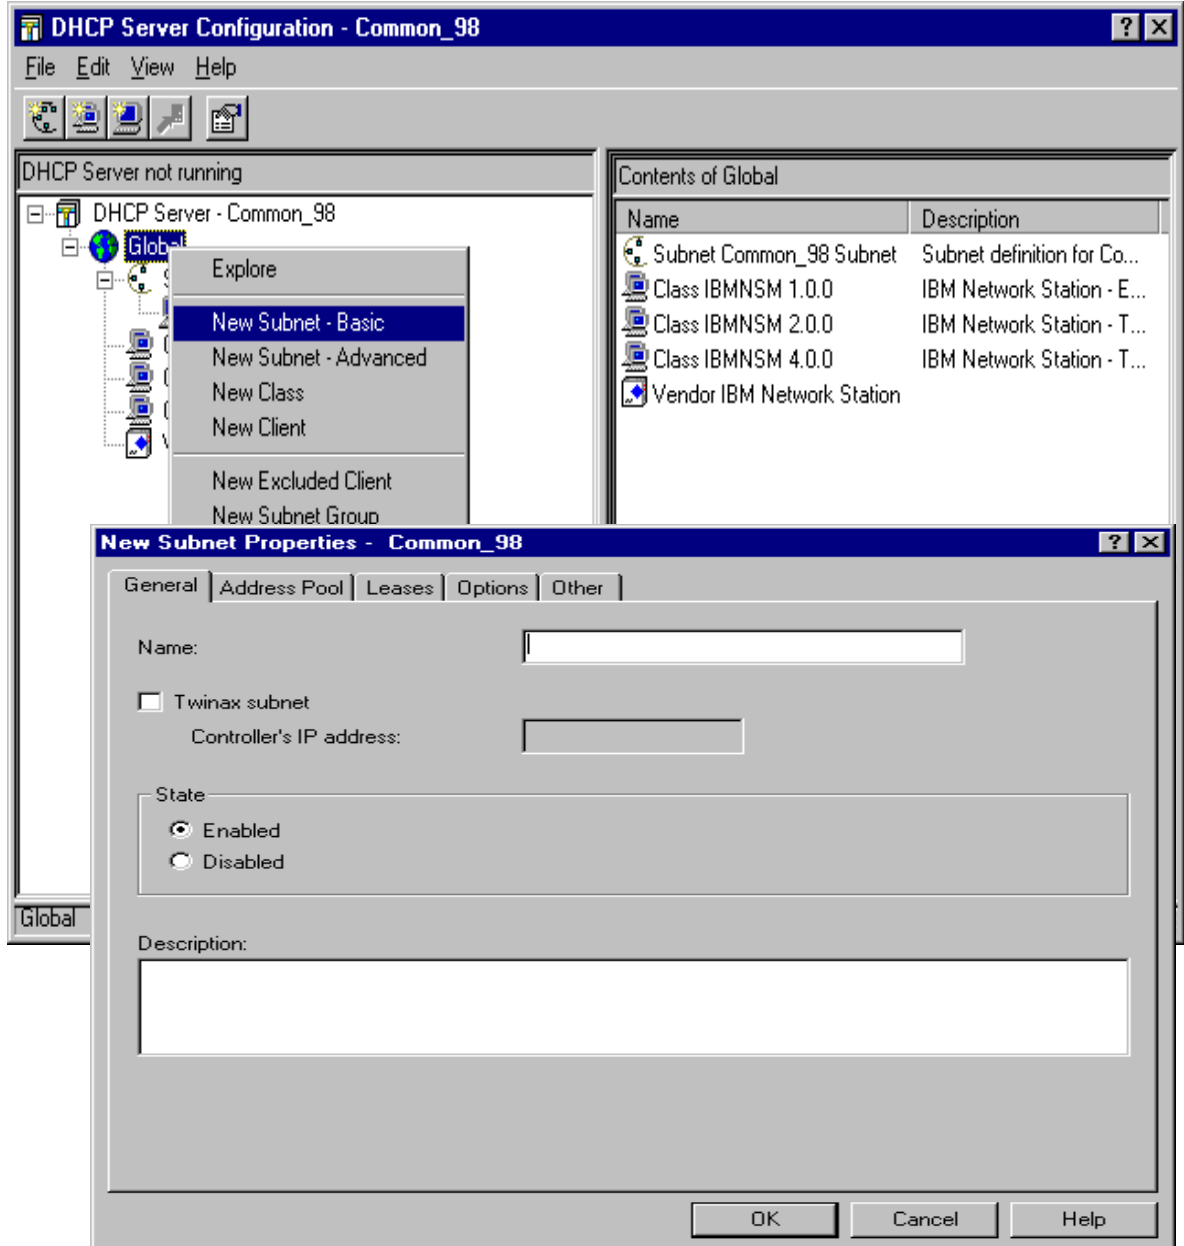 DHCP Server Configuration - Common_98
File Edit View Help
DHCP Server not running
DHCP Server - Common_98
Global
Explore
New Subnet - Basic
New Subnet - Advanced
New Class
New Client
New Excluded Client
New Subnet Group
Contents of Global
Name Description
Subnet Common_98 Subnet Subnet definition for Co...
Class IBMNSM 1.0.0 IBM Network Station - E...
Class IBMNSM 2.0.0 IBM Network Station - T...
Class IBMNSM 4.0.0 IBM Network Station - T...
Vendor IBM Network Station
Global
New Subnet Properties - Common_98
General Address Pool Leases Options Other
Name:
Twinax subnet
Controller's IP address:
State
Enabled
Disabled
Description:
OK Cancel Help